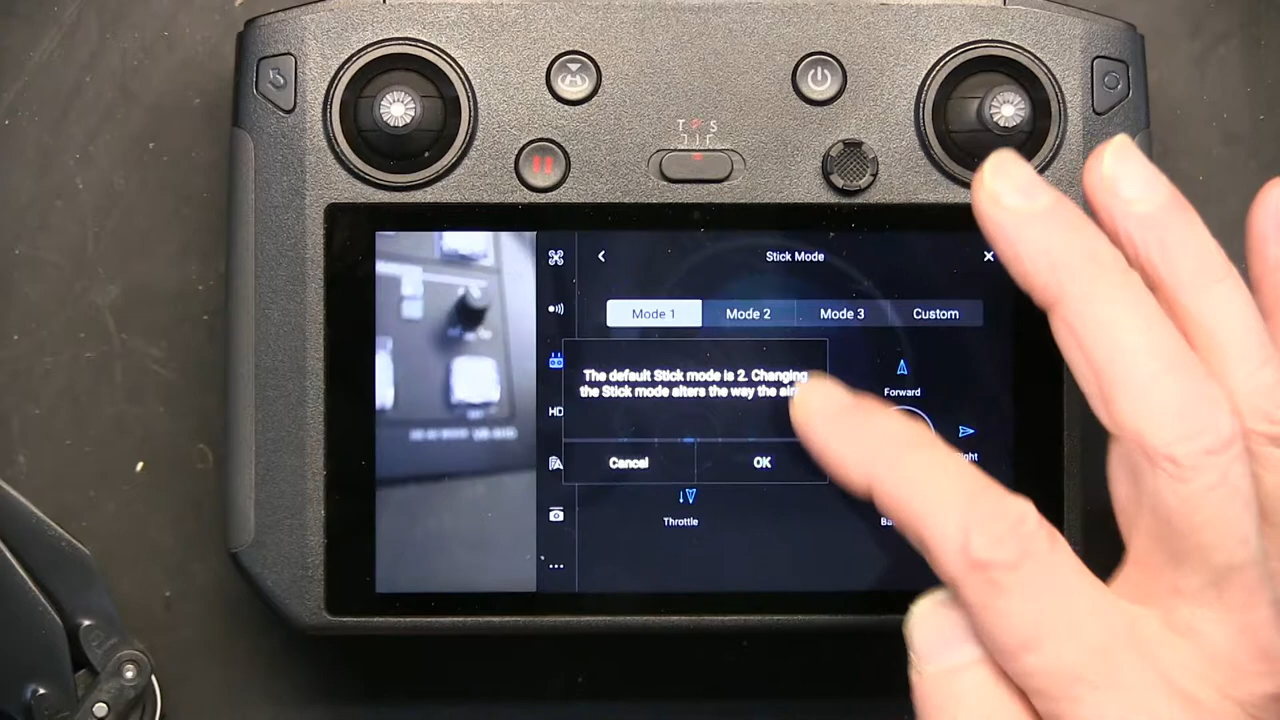 T S
Stick Mode
Mode 1 Mode 2 Mode 3 Custom
The default Stick mode is 2. Changing
the Stick mode alters the way the
Forward
HD
Cancel OK
Throttle